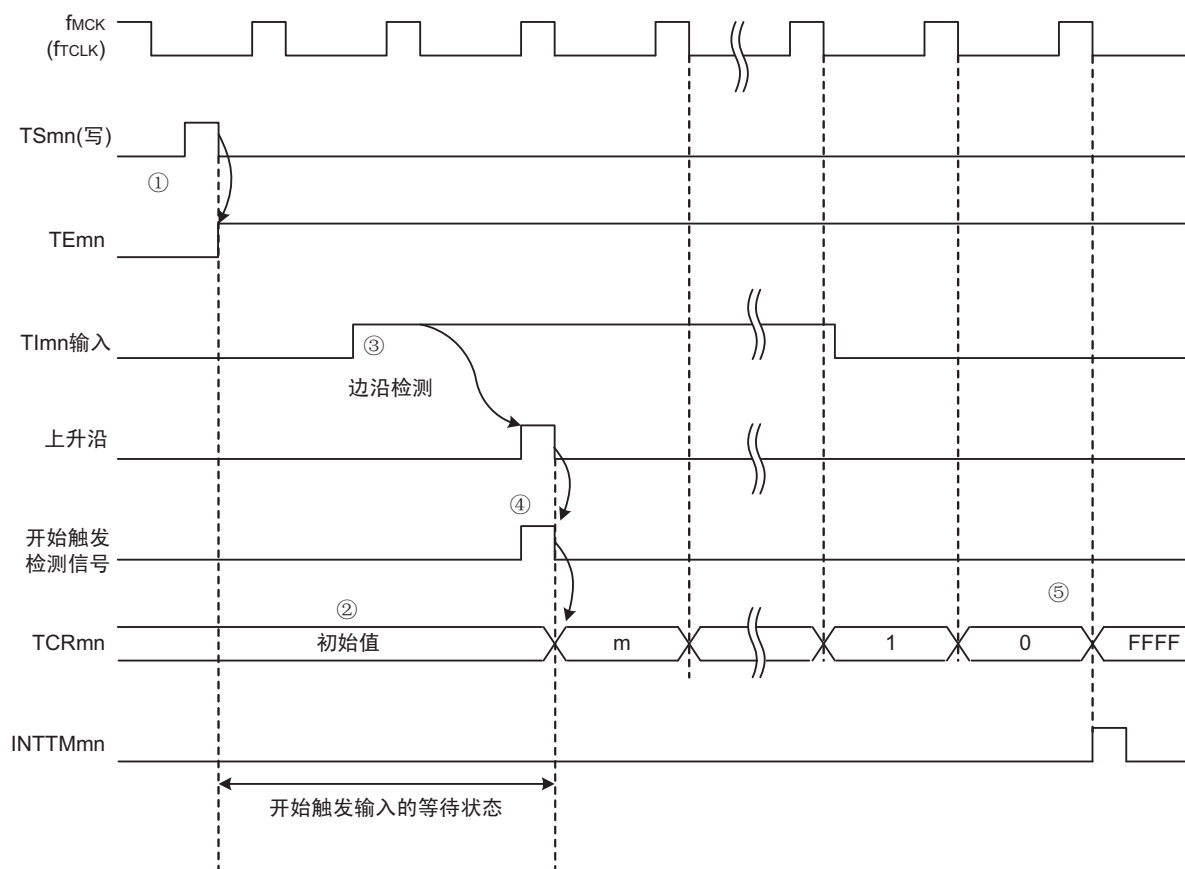 fMCK
(fTCLK)
TSmn(写)
①
TEmn
TImn输入
③
边沿检测
上升沿
④
开始触发
检测信号
②
⑤
TCRmn
初始值
m
1
0
FFFF
INTTMmn
开始触发输入的等待状态